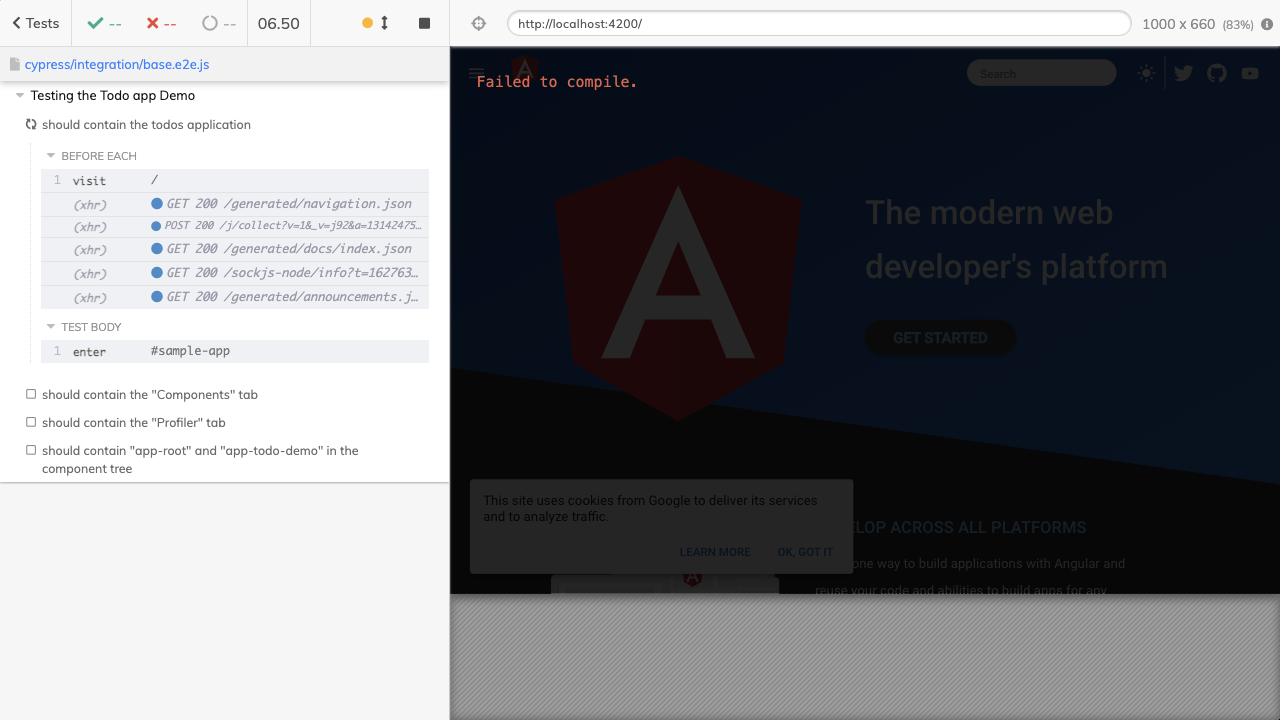 Tests
--
--
--
06.50
http://localhost:4200/
1000 x 660 (83%)
cypress/integration/base.e2e.js
Testing the Todo app Demo
should contain the todos application
BEFORE EACH
1 visit /
(xhr) GET 200 /generated/navigation.json
(xhr) POST 200 /j/collect?v=1&_v=j92&a=13142475…
(xhr) GET 200 /generated/docs/index.json
(xhr) GET 200 /sockjs-node/info?t=162763…
(xhr) GET 200 /generated/announcements.j…
TEST BODY
1 enter #sample-app
should contain the "Components" tab
should contain the "Profiler" tab
should contain "app-root" and "app-todo-demo" in the
component tree
Failed to compile.
Search
The modern web
developer's platform
GET STARTED
This site uses cookies from Google to deliver its services
and to analyze traffic.
LEARN MORE OK, GOT IT
LOP ACROSS ALL PLATFORMS
one way to build applications with Angular and
reuse your code and abilities to build apps for any